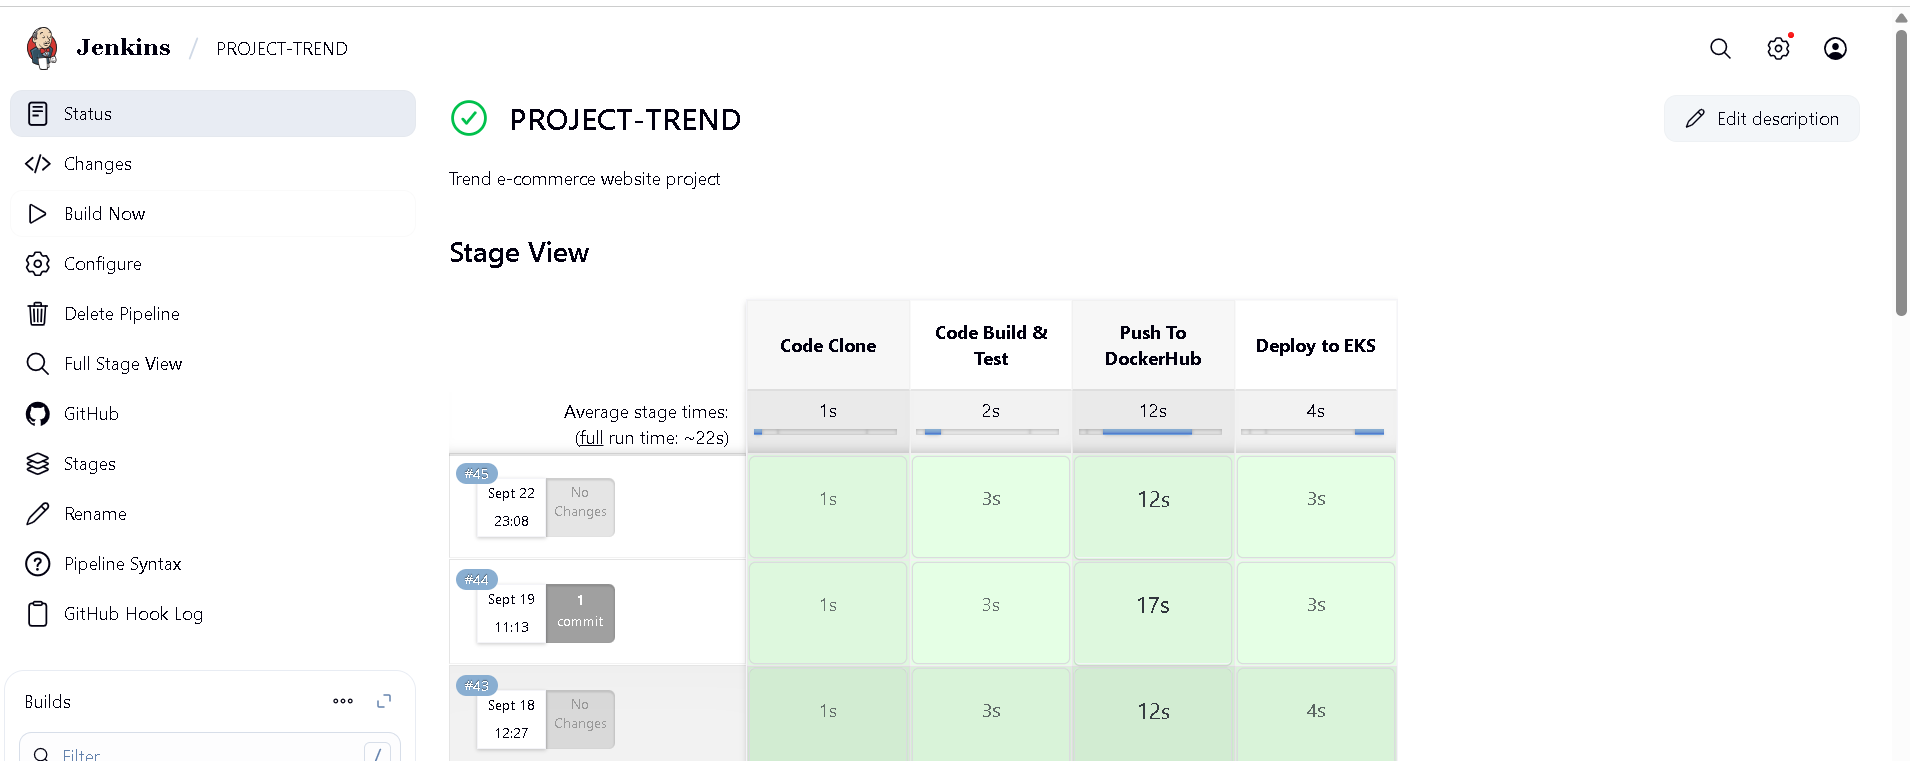 Jenkins / PROJECT-TREND
Status
Changes
Build Now
Configure
Delete Pipeline
Full Stage View
GitHub
Stages
Rename
Pipeline Syntax
GitHub Hook Log
Builds
Filter
/
PROJECT-TREND
Edit description
Trend e-commerce website project
Stage View
Code Clone
Code Build &
Test
Push To
DockerHub
Deploy to EKS
Average stage times:
(full run time: ~22s)
1s
2s
12s
4s
#45
Sept 22
23:08
No
Changes
1s
3s
12s
3s
#44
Sept 19
11:13
1
commit
1s
3s
17s
3s
#43
Sept 18
12:27
No
Changes
1s
3s
12s
4s